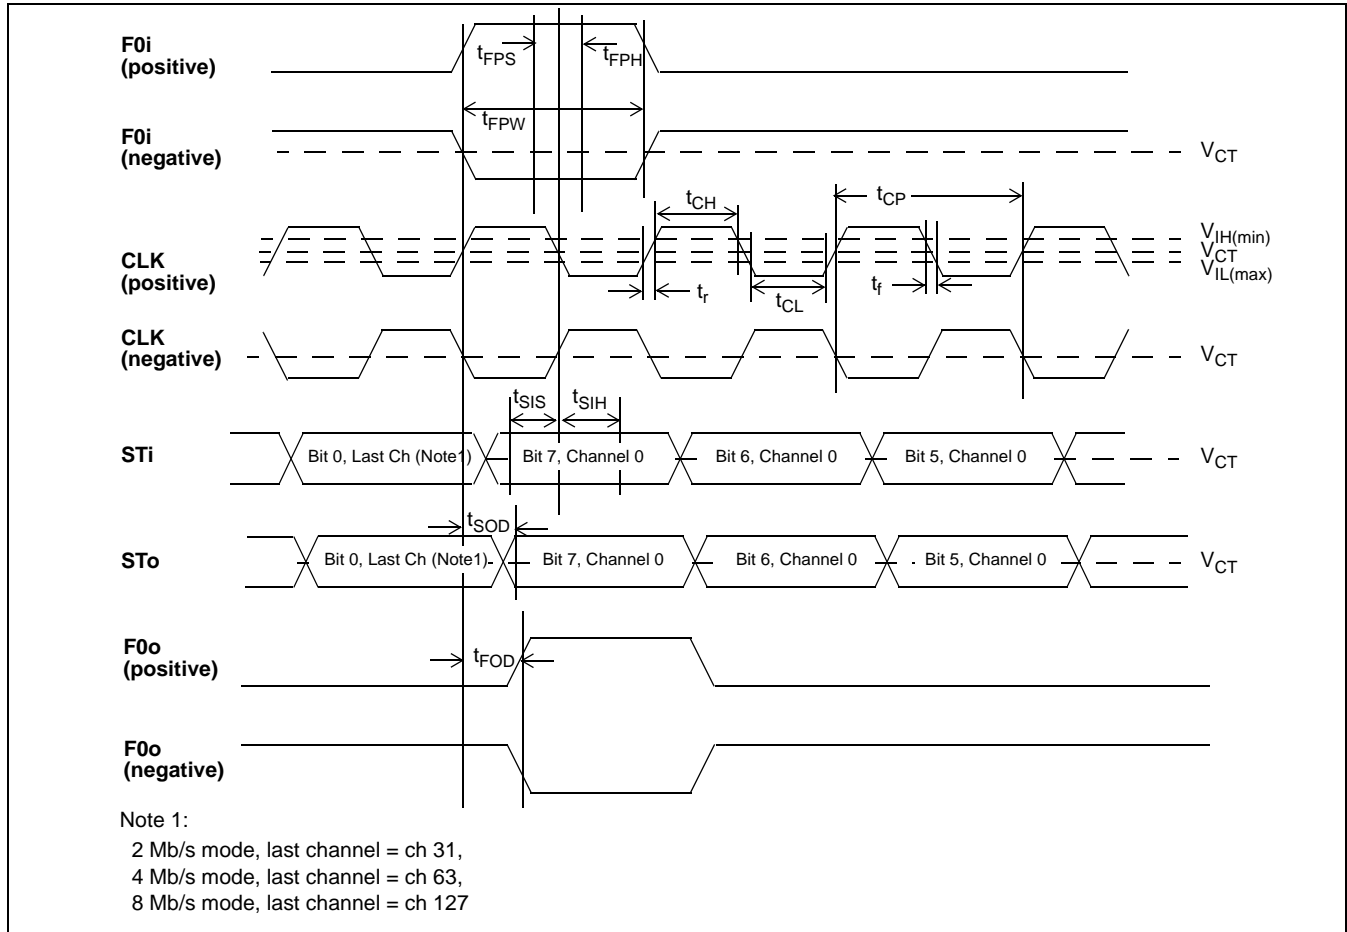 F0i
(positive)
tFPS
tFPH
tFPW
F0i
(negative)
VCT
tCH
tCP
CLK
(positive)
VIH(min)
VCT
VIL(max)
tr
tCL
tf
CLK
(negative)
VCT
tSIS
tSIH
STi
Bit 0, Last Ch (Note1)
Bit 7, Channel 0
Bit 6, Channel 0
Bit 5, Channel 0
VCT
tSOD
STo
Bit 0, Last Ch (Note1)
Bit 7, Channel 0
Bit 6, Channel 0
Bit 5, Channel 0
VCT
F0o
(positive)
tFOD
F0o
(negative)
Note 1:
2 Mb/s mode, last channel = ch 31,
4 Mb/s mode, last channel = ch 63,
8 Mb/s mode, last channel = ch 127